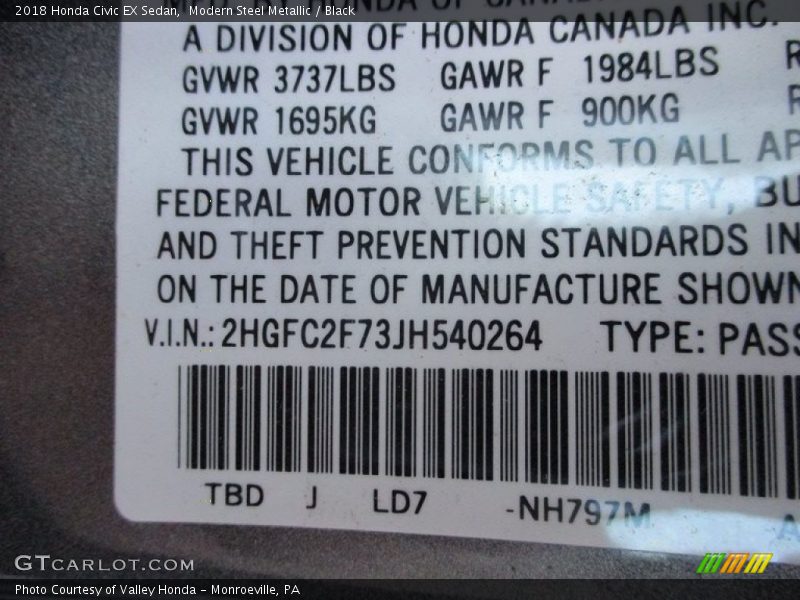 2018 Honda Civic EX Sedan, Modern Steel Metallic / Black
HONDA OF CANADA
A DIVISION OF HONDA CANADA INC.
GVWR 3737LBS GAWR F 1984LBS R
GVWR 1695KG GAWR F 900KG R
THIS VEHICLE CONFORMS TO ALL AP
FEDERAL MOTOR VEHICLE SAFETY, BU
AND THEFT PREVENTION STANDARDS IN
ON THE DATE OF MANUFACTURE SHOWN
V.I.N.: 2HGFC2F73JH540264 TYPE: PASS
TBD J LD7 -NH797M A
GTCARLOT.COM
Photo Courtesy of Valley Honda - Monroeville, PA